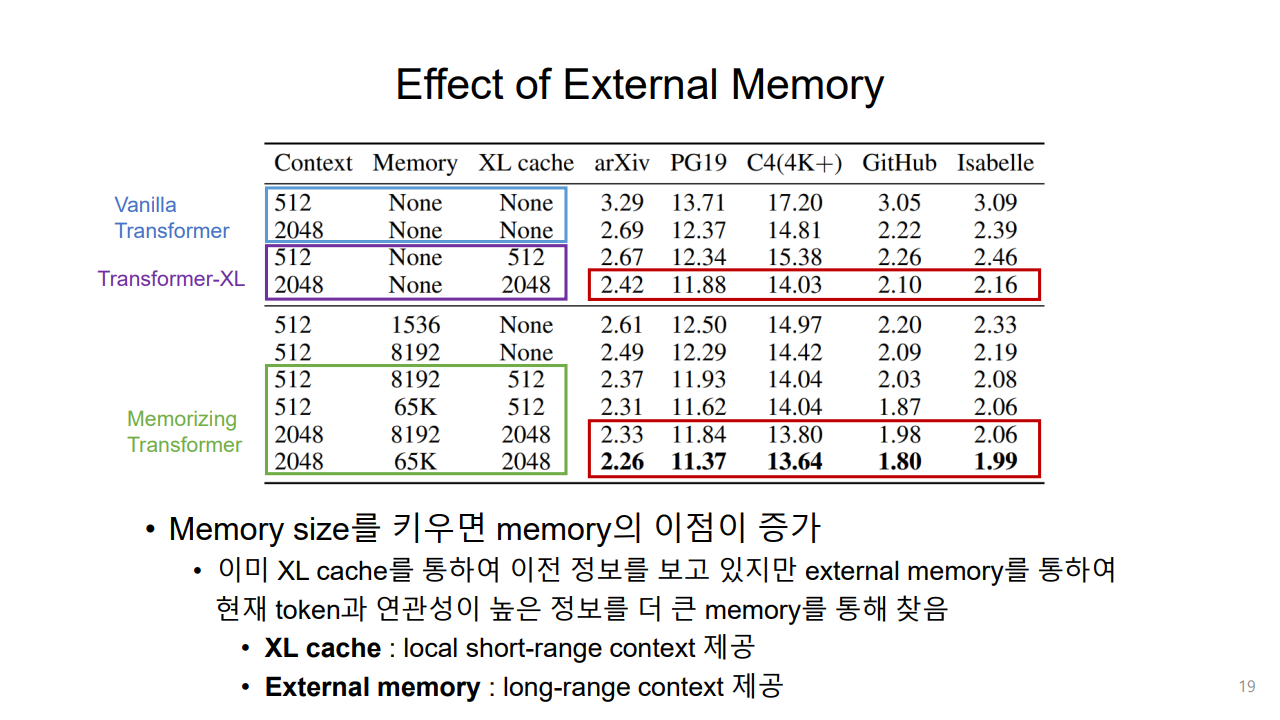 Effect of External Memory
Context Memory XL cache arXiv PG19 C4(4K+) GitHub Isabelle
Vanilla
Transformer
512 None None 3.29 13.71 17.20 3.05 3.09
2048 None None 2.69 12.37 14.81 2.22 2.39
Transformer-XL
512 None 512 2.67 12.34 15.38 2.26 2.46
2048 None 2048 2.42 11.88 14.03 2.10 2.16
512 1536 None 2.61 12.50 14.97 2.20 2.33
512 8192 None 2.49 12.29 14.42 2.09 2.19
Memorizing
Transformer
512 8192 512 2.37 11.93 14.04 2.03 2.08
512 65K 512 2.31 11.62 14.04 1.87 2.06
2048 8192 2048 2.33 11.84 13.80 1.98 2.06
2048 65K 2048 2.26 11.37 13.64 1.80 1.99
• Memory size를 키우면 memory의 이점이 증가
• 이미 XL cache를 통하여 이전 정보를 보고 있지만 external memory를 통하여
현재 token과 연관성이 높은 정보를 더 큰 memory를 통해 찾음
• XL cache : local short-range context 제공
• External memory : long-range context 제공
19